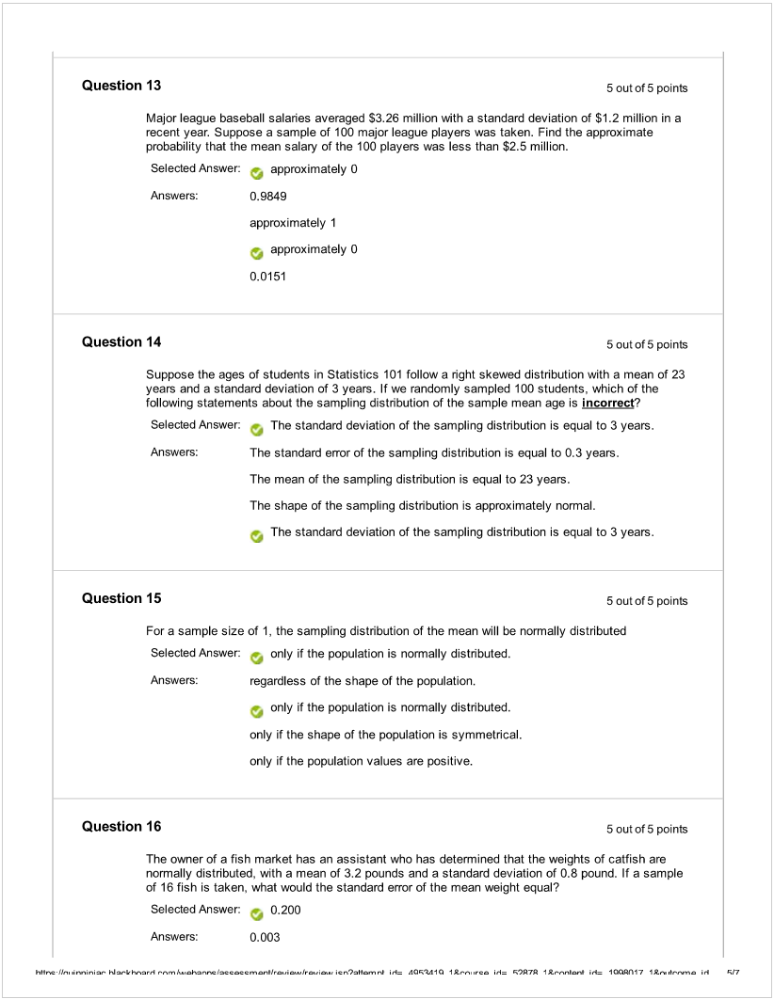 Question 13
5 out of 5 points
Major league baseball salaries averaged $3.26 million with a standard deviation of $1.2 million in a
recent year. Suppose a sample of 100 major league players was taken. Find the approximate
probability that the mean salary of the 100 players was less than $2.5 million.
Selected Answer: approximately 0
Answers: 0.9849
approximately 1
approximately 0
0.0151
Question 14
5 out of 5 points
Suppose the ages of students in Statistics 101 follow a right skewed distribution with a mean of 23
years and a standard deviation of 3 years. If we randomly sampled 100 students, which of the
following statements about the sampling distribution of the sample mean age is incorrect?
Selected Answer: The standard deviation of the sampling distribution is equal to 3 years.
Answers: The standard error of the sampling distribution is equal to 0.3 years.
The mean of the sampling distribution is equal to 23 years.
The shape of the sampling distribution is approximately normal.
The standard deviation of the sampling distribution is equal to 3 years.
Question 15
5 out of 5 points
For a sample size of 1, the sampling distribution of the mean will be normally distributed
Selected Answer: only if the population is normally distributed.
Answers: regardless of the shape of the population.
only if the population is normally distributed.
only if the shape of the population is symmetrical.
only if the population values are positive.
Question 16
5 out of 5 points
The owner of a fish market has an assistant who has determined that the weights of catfish are
normally distributed, with a mean of 3.2 pounds and a standard deviation of 0.8 pound. If a sample
of 16 fish is taken, what would the standard error of the mean weight equal?
Selected Answer: 0.200
Answers: 0.003
https://quinnipiac.blackboard.com/webapps/assessment/review/review.jsp?attempt_id=_4953419_1&course_id=_52878_1&content_id=_1998017_1&outcome_id... 5/7